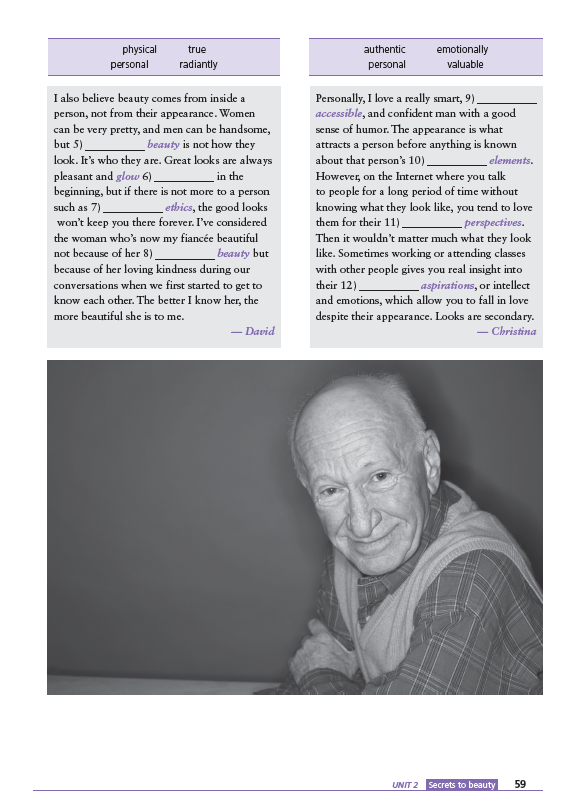 physical true
personal radiantly
I also believe beauty comes from inside a
person, not from their appearance. Women
can be very pretty, and men can be handsome,
but 5) ____________ beauty is not how they
look. It's who they are. Great looks are always
pleasant and glow 6) ____________ in the
beginning, but if there is not more to a person
such as 7) ____________ ethics, the good looks
won't keep you there forever. I've considered
the woman who's now my fiancée beautiful
not because of her 8) ____________ beauty but
because of her loving kindness during our
conversations when we first started to get to
know each other. The better I know her, the
more beautiful she is to me.
— David
authentic emotionally
personal valuable
Personally, I love a really smart, 9) ____________
accessible, and confident man with a good
sense of humor. The appearance is what
attracts a person before anything is known
about that person's 10) ____________ elements.
However, on the Internet where you talk
to people for a long period of time without
knowing what they look like, you tend to love
them for their 11) ____________ perspectives.
Then it wouldn't matter much what they look
like. Sometimes working or attending classes
with other people gives you real insight into
their 12) ____________ aspirations, or intellect
and emotions, which allow you to fall in love
despite their appearance. Looks are secondary.
— Christina
UNIT 2 Secrets to beauty 59